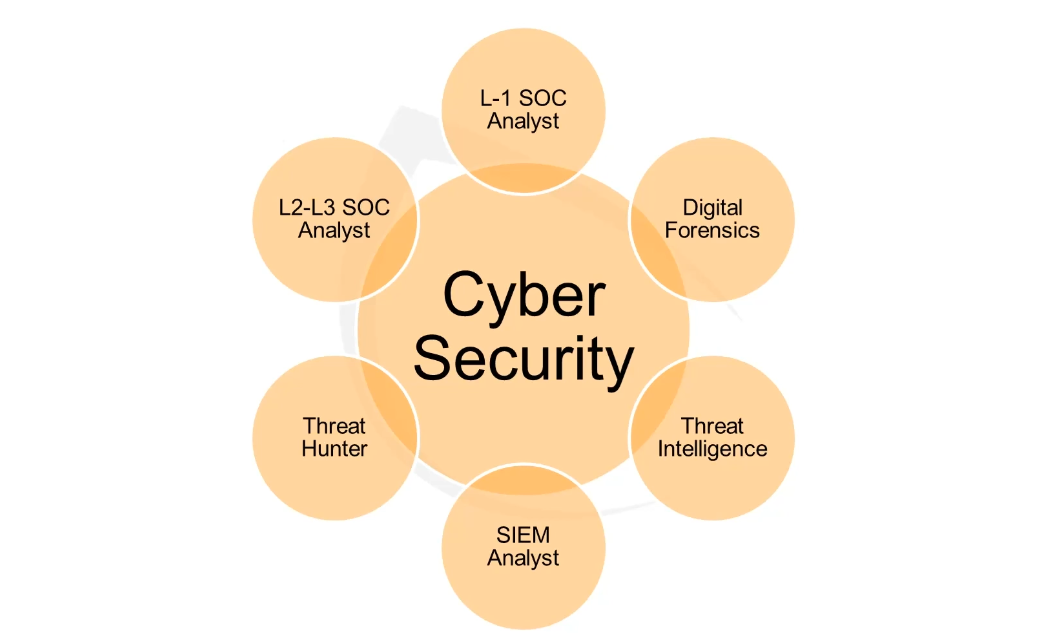 L-1 SOC
Analyst
Digital
Forensics
Threat
Intelligence
SIEM
Analyst
Threat
Hunter
L2-L3 SOC
Analyst
Cyber
Security